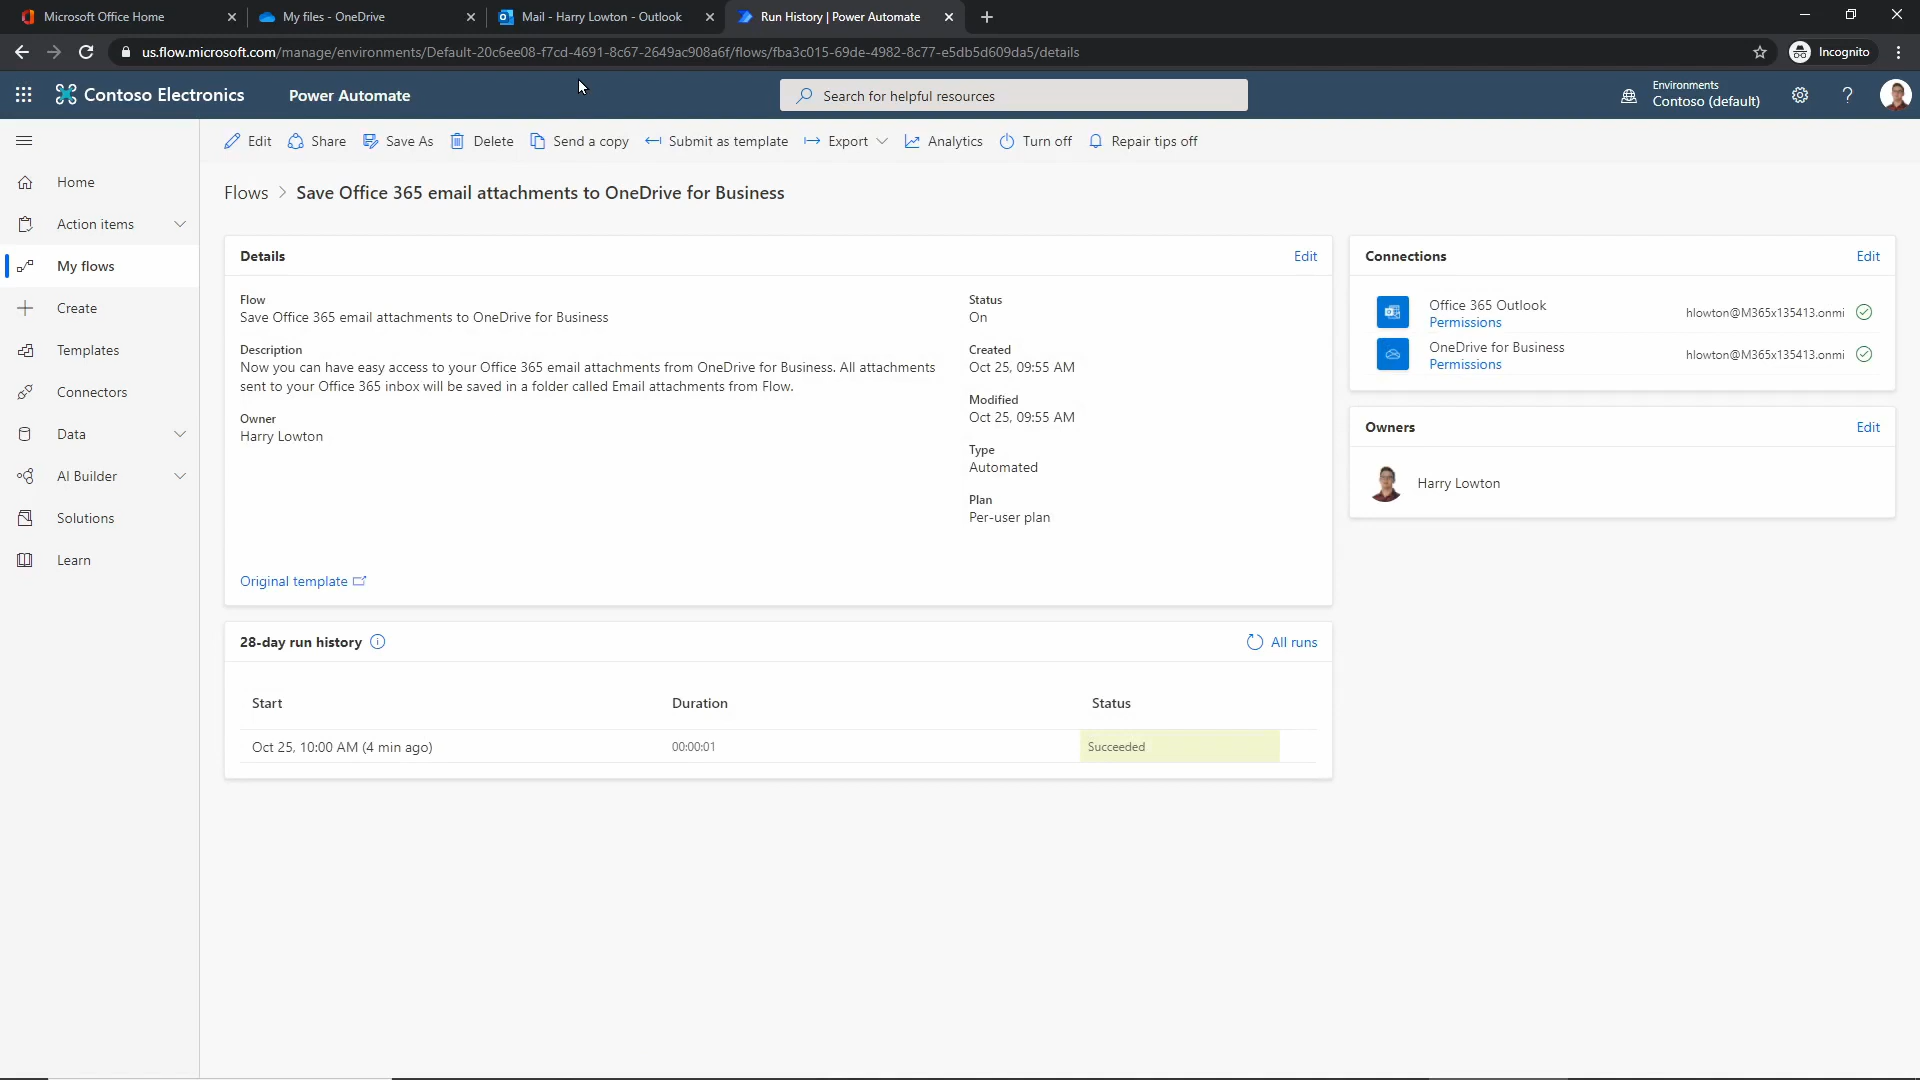 Microsoft Office Home
My files - OneDrive
Mail - Harry Lowton - Outlook
Run History | Power Automate
us.flow.microsoft.com/manage/environments/Default-20c6ee08-f7cd-4691-8c67-2649ac908a6f/flows/fba3c015-69de-4982-8c77-e5db5d609da5/details
Incognito
Contoso Electronics
Power Automate
Search for helpful resources
Environments
Contoso (default)
?
Edit
Share
Save As
Delete
Send a copy
Submit as template
Export
Analytics
Turn off
Repair tips off
Home
Action items
My flows
Create
Templates
Connectors
Data
AI Builder
Solutions
Learn
Flows > Save Office 365 email attachments to OneDrive for Business
Details
Edit
Flow
Save Office 365 email attachments to OneDrive for Business
Description
Now you can have easy access to your Office 365 email attachments from OneDrive for Business. All attachments
sent to your Office 365 inbox will be saved in a folder called Email attachments from Flow.
Owner
Harry Lowton
Status
On
Created
Oct 25, 09:55 AM
Modified
Oct 25, 09:55 AM
Type
Automated
Plan
Per-user plan
Original template
Connections
Edit
Office 365 Outlook
Permissions
hlowton@M365x135413.onmi
OneDrive for Business
Permissions
hlowton@M365x135413.onmi
Owners
Edit
Harry Lowton
28-day run history
All runs
Start
Duration
Status
Oct 25, 10:00 AM (4 min ago)
00:00:01
Succeeded